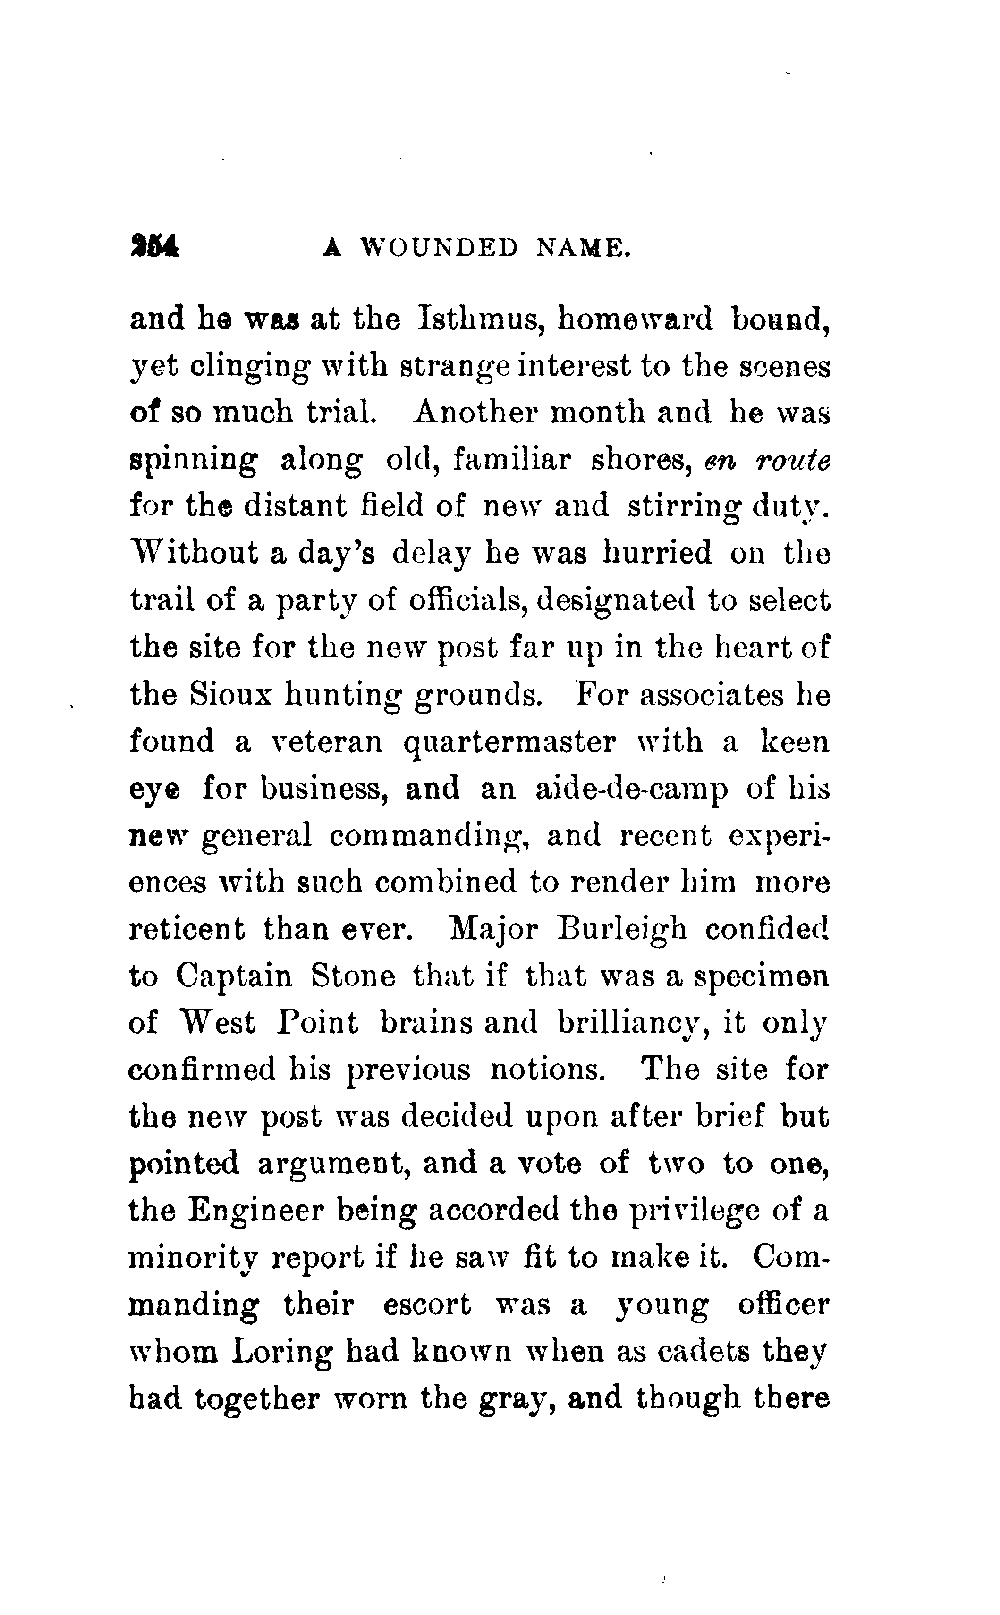 254 A WOUNDED NAME.
and he was at the Isthmus, homeward bound,
yet clinging with strange interest to the scenes
of so much trial. Another month and he was
spinning along old, familiar shores, en route
for the distant field of new and stirring duty.
Without a day's delay he was hurried on the
trail of a party of officials, designated to select
the site for the new post far up in the heart of
the Sioux hunting grounds. For associates he
found a veteran quartermaster with a keen
eye for business, and an aide-de-camp of his
new general commanding, and recent experi-
ences with such combined to render him more
reticent than ever. Major Burleigh confided
to Captain Stone that if that was a specimen
of West Point brains and brilliancy, it only
confirmed his previous notions. The site for
the new post was decided upon after brief but
pointed argument, and a vote of two to one,
the Engineer being accorded the privilege of a
minority report if he saw fit to make it. Com-
manding their escort was a young officer
whom Loring had known when as cadets they
had together worn the gray, and though there